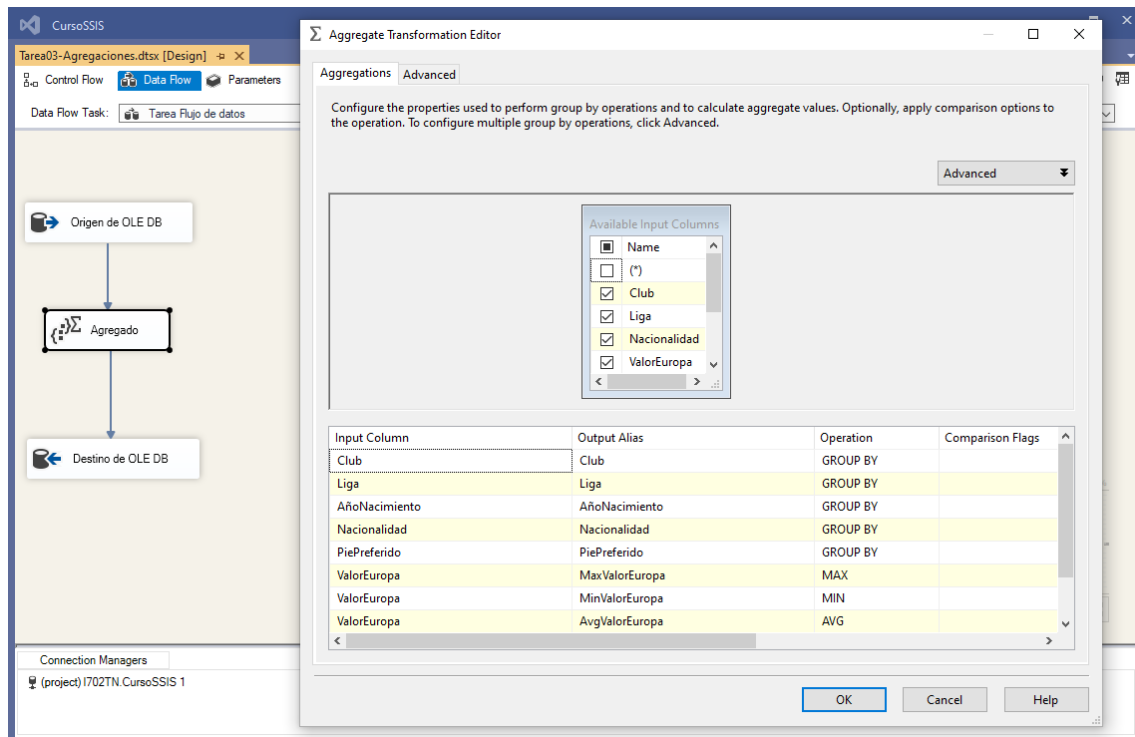 CursoSSIS
Tarea03-Agregaciones.dtsx [Design]
Control Flow Data Flow Parameters
Data Flow Task: Tarea Flujo de datos
Origen de OLE DB
Agregado
Destino de OLE DB
Connection Managers
(project) I702TN.CursoSSIS 1
Aggregate Transformation Editor
Aggregations Advanced
Configure the properties used to perform group by operations and to calculate aggregate values. Optionally, apply comparison options to
the operation. To configure multiple group by operations, click Advanced.
Advanced
Available Input Columns
Name
(*)
Club
Liga
Nacionalidad
ValorEuropa
Input Column Output Alias Operation Comparison Flags
Club Club GROUP BY
Liga Liga GROUP BY
AñoNacimiento AñoNacimiento GROUP BY
Nacionalidad Nacionalidad GROUP BY
PiePreferido PiePreferido GROUP BY
ValorEuropa MaxValorEuropa MAX
ValorEuropa MinValorEuropa MIN
ValorEuropa AvgValorEuropa AVG
OK Cancel Help